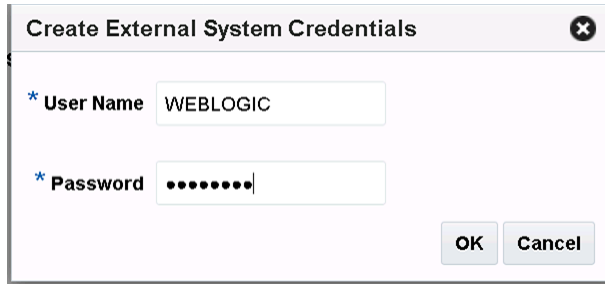 Create External System Credentials
* User Name WEBLOGIC
* Password ••••••••
OK Cancel